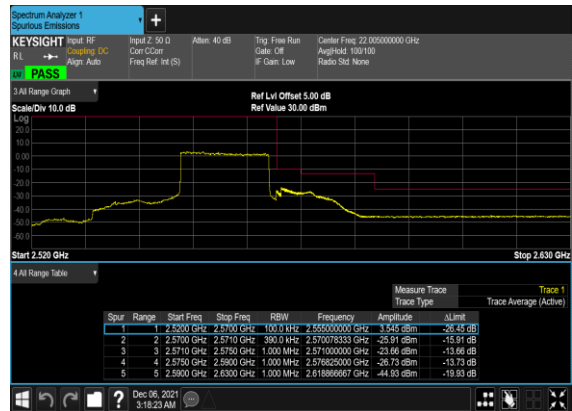 Spectrum Analyzer 1
Spurious Emissions
+
KEYSIGHT Input: RF Input Z: 50 Ω Atten: 40 dB Trig: Free Run Center Freq: 22.005000000 GHz
RL Coupling: DC Corr CCorr Gate: Off Avg|Hold: 100/100
Align: Auto Freq Ref: Int (S) IF Gain: Low Radio Std: None
PASS
3 All Range Graph
Ref Lvl Offset 5.00 dB
Scale/Div 10.0 dB Ref Value 30.00 dBm
Log
20.0
10.0
0.00
-10.0
-20.0
-30.0
-40.0
-50.0
-60.0
Start 2.520 GHz Stop 2.630 GHz
4 All Range Table
Measure Trace Trace 1
Trace Type Trace Average (Active)
Spur Range Start Freq Stop Freq RBW Frequency Amplitude ΔLimit
1 1 2.5200 GHz 2.5700 GHz 100.0 kHz 2.555000000 GHz 3.545 dBm -26.45 dB
2 2 2.5700 GHz 2.5710 GHz 390.0 kHz 2.570078333 GHz -25.91 dBm -15.91 dB
3 3 2.5710 GHz 2.5750 GHz 1.000 MHz 2.571000000 GHz -23.66 dBm -13.66 dB
4 4 2.5750 GHz 2.5900 GHz 1.000 MHz 2.576825000 GHz -26.73 dBm -13.73 dB
5 5 2.5900 GHz 2.6300 GHz 1.000 MHz 2.618866667 GHz -44.93 dBm -19.93 dB
? Dec 06, 2021
3:18:23 AM